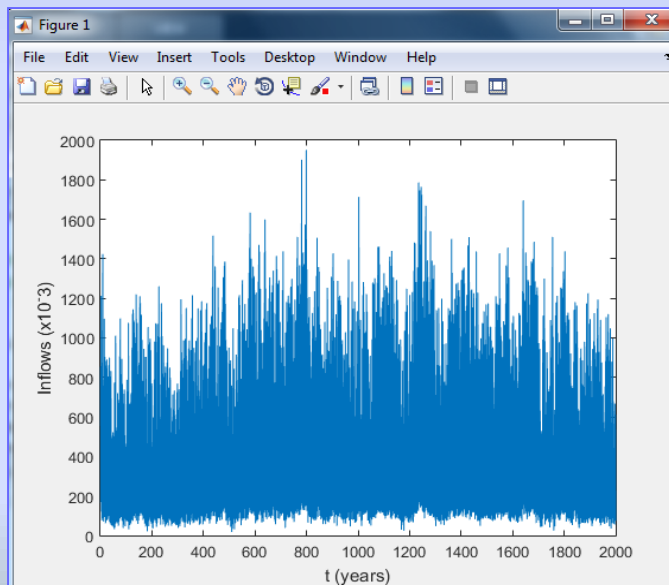 Figure 1
File Edit View Insert Tools Desktop Window Help
2000
1800
1600
1400
1200
1000
800
600
400
200
0
Inflows (x10^-3)
0 200 400 600 800 1000 1200 1400 1600 1800 2000
t (years)